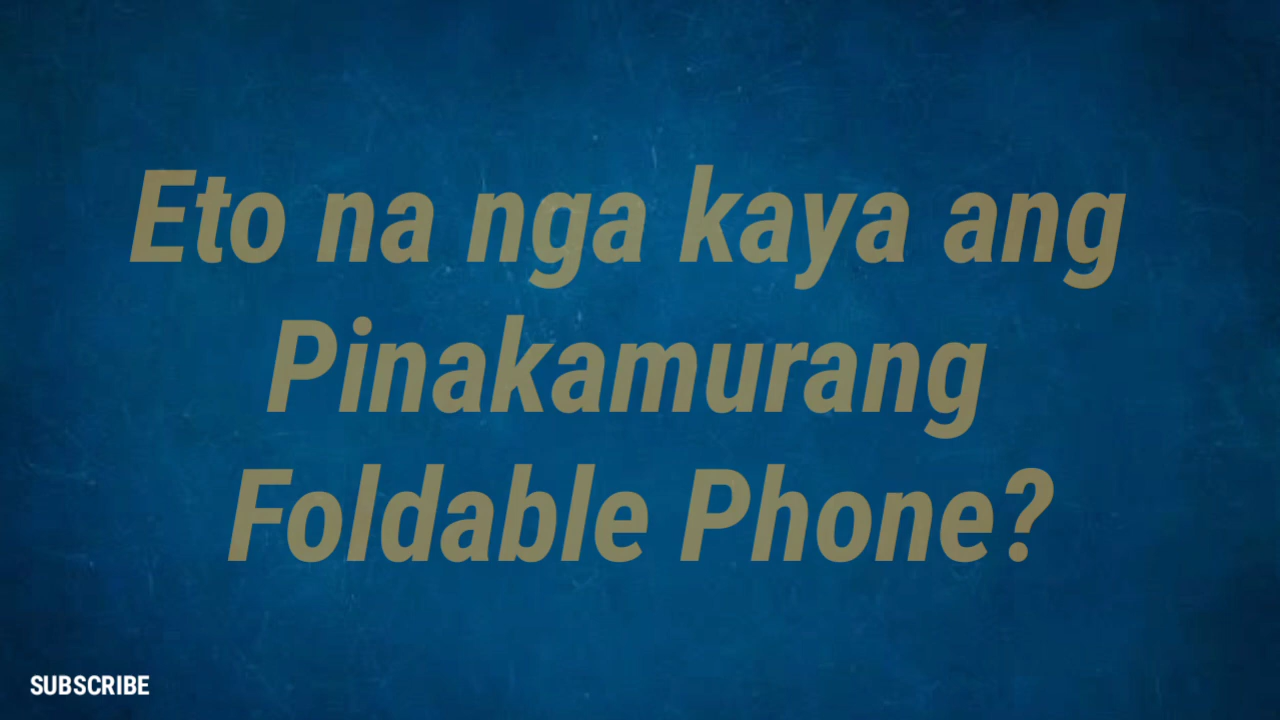 Eto na nga kaya ang
Pinakamurang
Foldable Phone?
SUBSCRIBE